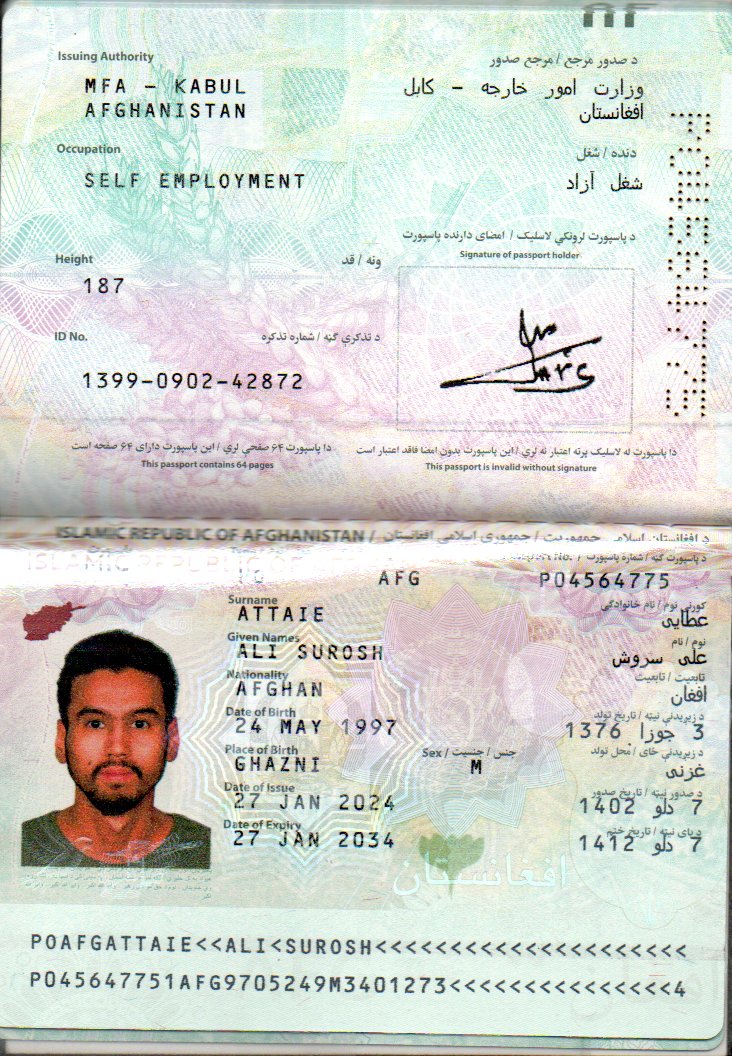 Issuing Authority
د صدور مرجع / مرجع صدور
MFA - KABUL
وزارت امور خارجه - کابل
AFGHANISTAN
افغانستان
Occupation
دنده / شغل
SELF EMPLOYMENT
شغل آزاد
د پاسپورت لرونکي لاسلیک / امضای دارنده پاسپورت
Signature of passport holder
Height
ونه / قد
187
ID No.
د تذکرې ګڼه / شماره تذکره
1399-0902-42872
دا پاسپورت ۶۴ صفحې لري / این پاسپورت دارای ۶۴ صفحه است
This passport contains 64 pages
دا پاسپورت له لاسلیک پرته اعتبار نه لري / این پاسپورت بدون امضا فاقد اعتبار است
This passport is invalid without signature
ISLAMIC REPUBLIC OF AFGHANISTAN / د افغانستان اسلامي جمهوریت / جمهوری اسلامی افغانستان
د پاسپورت ګڼه / شماره پاسپورت
AFG
P04564775
Surname
کورنی نوم / نام خانوادگی
ATTAIE
عطایی
Given Names
نوم / نام
ALI SUROSH
علی سروش
Nationality
تابعیت / تابعیت
AFGHAN
افغان
Date of Birth
د زیږیدنې نېټه / تاریخ تولد
24 MAY 1997
3 جوزا 1376
Place of Birth
Sex / جنس / جنسیت
د زیږیدنې ځای / محل تولد
GHAZNI
M
غزنی
Date of Issue
د صدور نېټه / تاریخ صدور
27 JAN 2024
7 دلو 1402
Date of Expiry
د پای نېټه / تاریخ ختم
27 JAN 2034
7 دلو 1412
افغانستان
POAFGATTAIE<<ALI<SUROSH<<<<<<<<<<<<<<<<<<<<<
P045647751AFG9705249M3401273<<<<<<<<<<<<<<<4